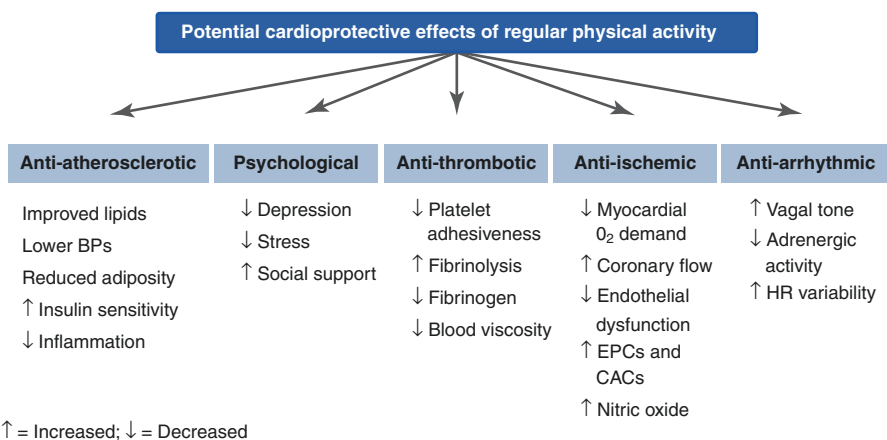 Potential cardioprotective effects of regular physical activity
Anti-atherosclerotic
Improved lipids
Lower BPs
Reduced adiposity
↑ Insulin sensitivity
↓ Inflammation
Psychological
↓ Depression
↓ Stress
↑ Social support
Anti-thrombotic
↓ Platelet
adhesiveness
↑ Fibrinolysis
↓ Fibrinogen
↓ Blood viscosity
Anti-ischemic
↓ Myocardial
0₂ demand
↑ Coronary flow
↓ Endothelial
dysfunction
↑ EPCs and
CACs
↑ Nitric oxide
Anti-arrhythmic
↑ Vagal tone
↓ Adrenergic
activity
↑ HR variability
↑ = Increased; ↓ = Decreased